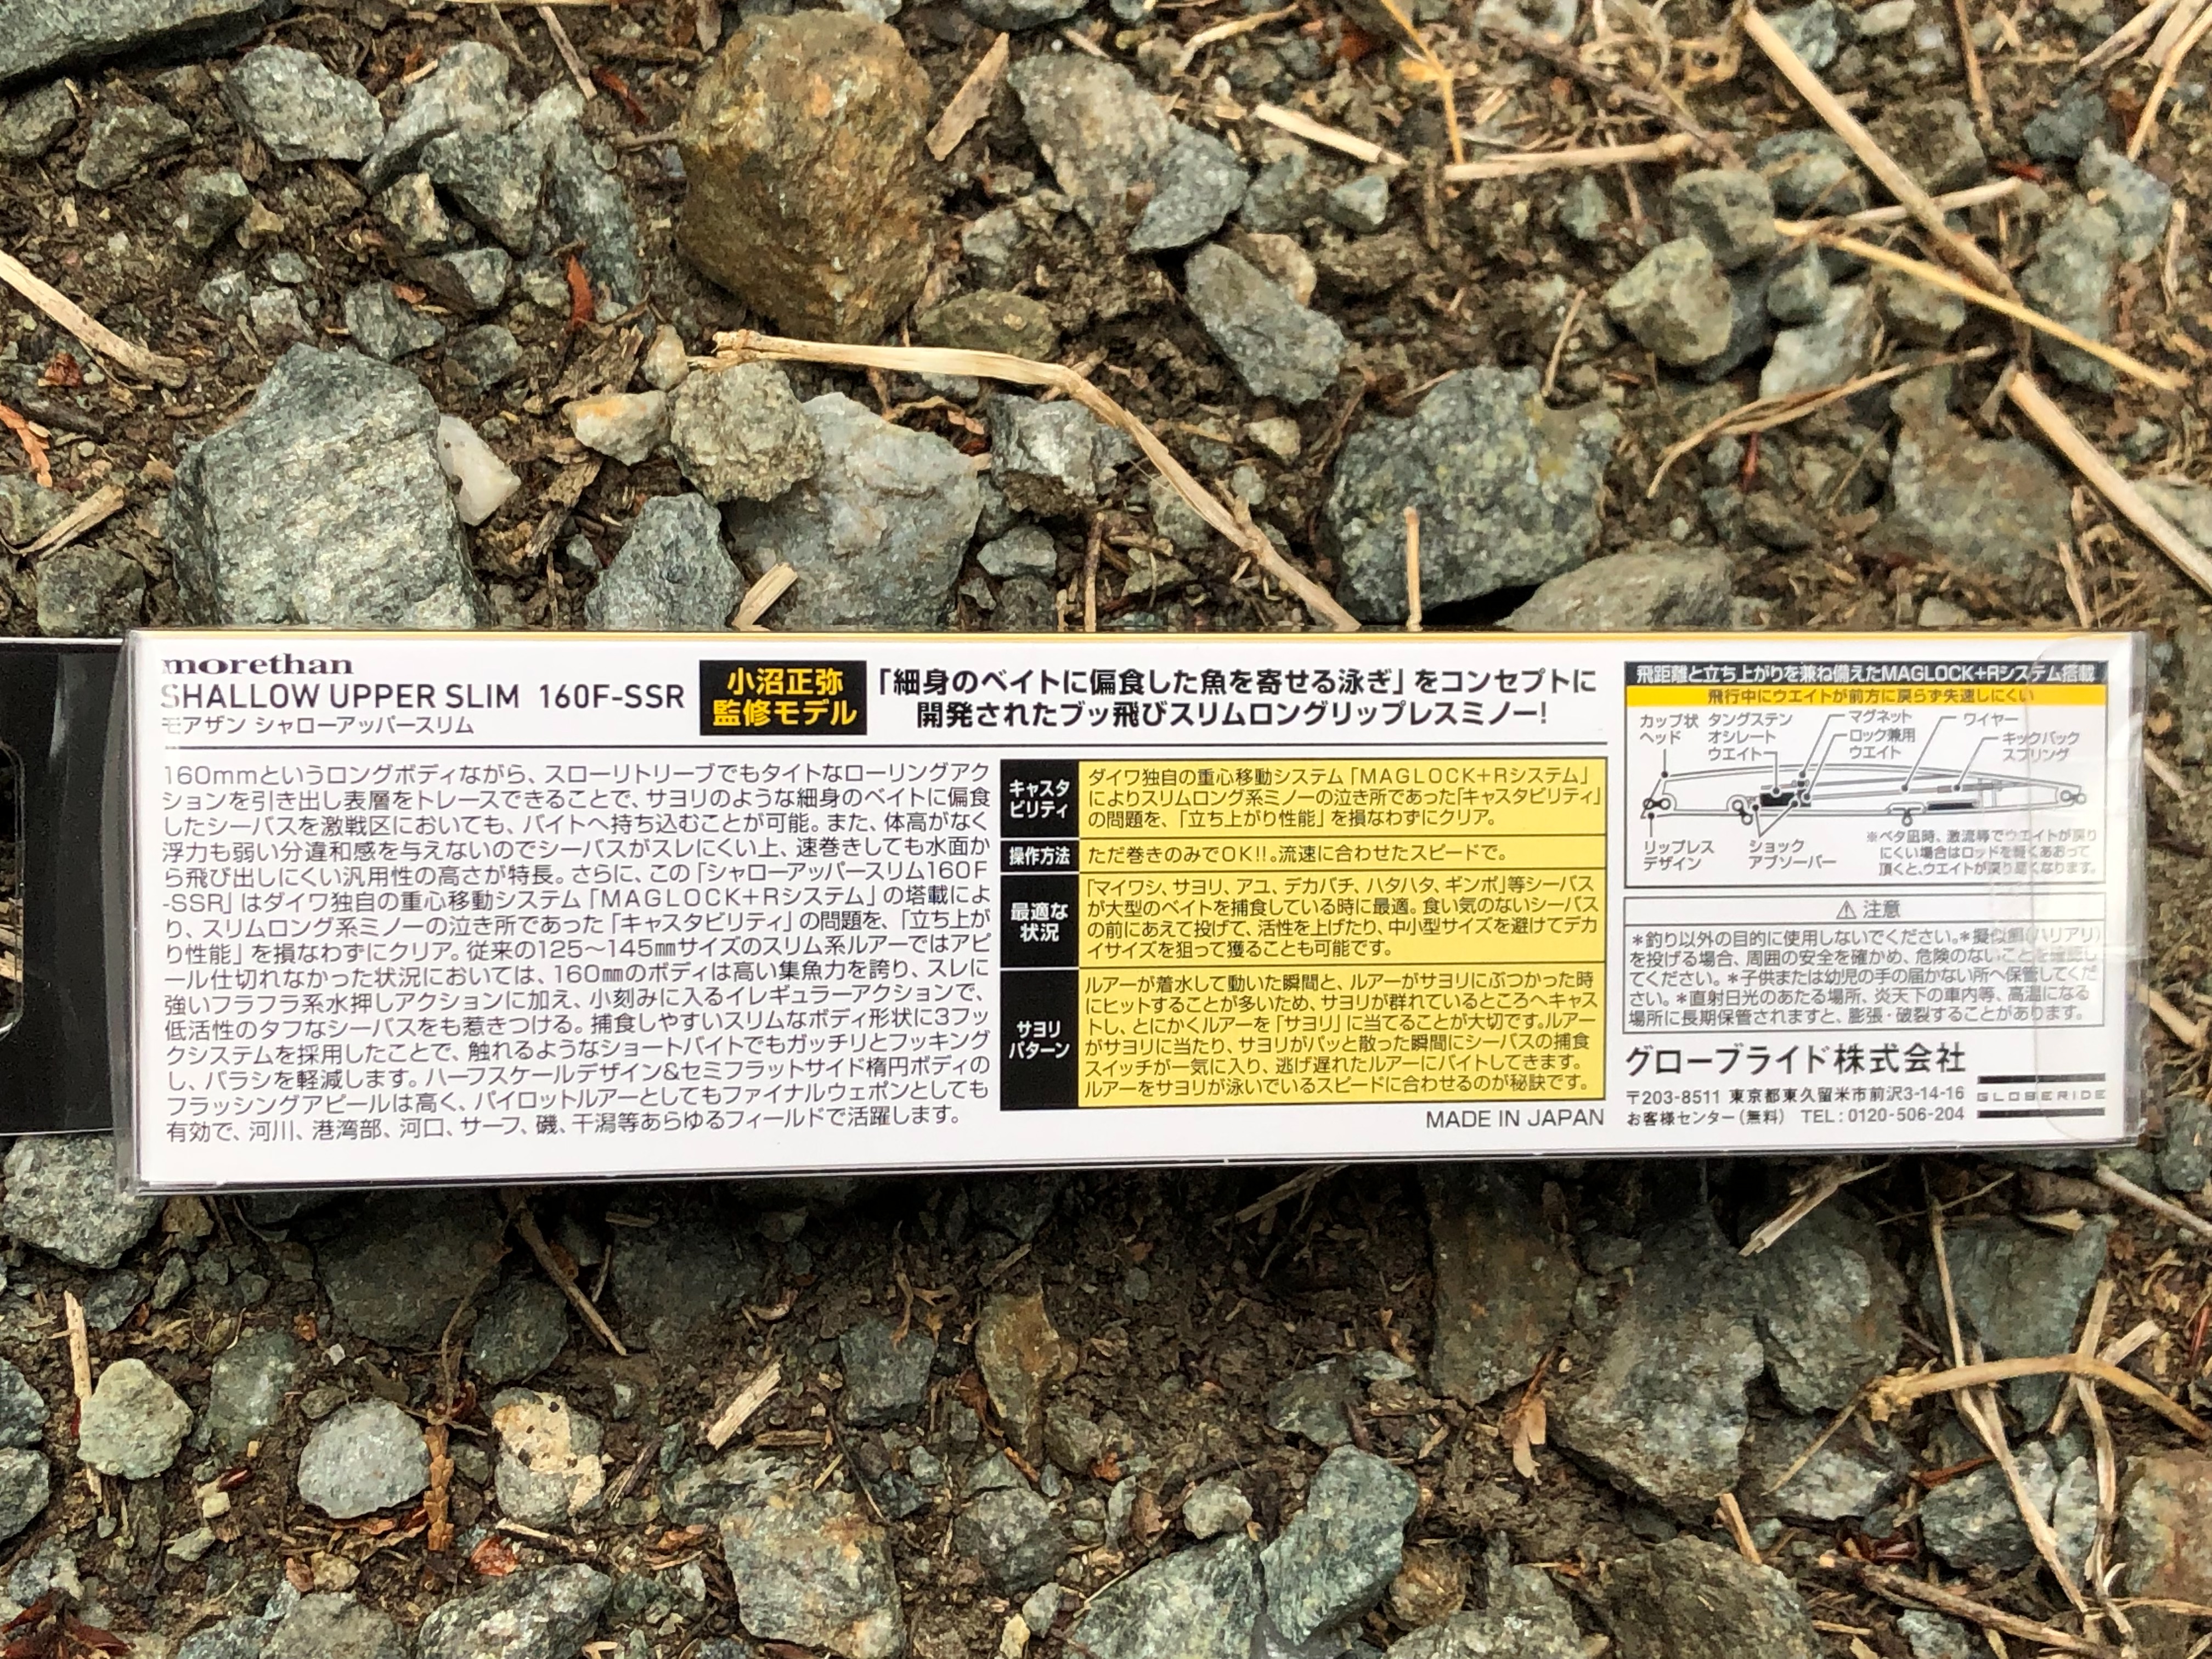 morethan
SHALLOW UPPER SLIM 160F-SSR
モアザン シャローアッパースリム
小沼正弥
監修モデル
「細身のベイトに偏食した魚を寄せる泳ぎ」をコンセプトに
開発されたブッ飛びスリムロングリップレスミノー!
160mmというロングボディながら、スローリトリーブでもタイトなローリングアク
ションを引き出し表層をトレースできることで、サヨリのような細身のベイトに偏食
したシーバスを激戦区においても、バイトへ持ち込むことが可能。また、体高がなく
浮力も弱い分違和感を与えないのでシーバスがスレにくい上、速巻きしても水面か
ら飛び出しにくい汎用性の高さが特長。さらに、この「シャローアッパースリム160F
-SSR」はダイワ独自の重心移動システム「MAGLOCK+Rシステム」の搭載によ
り、スリムロング系ミノーの泣き所であった「キャスタビリティ」の問題を、「立ち上が
り性能」を損なわずにクリア。従来の125〜145㎜サイズのスリム系ルアーではアピ
ール仕切れなかった状況においては、160㎜のボディは高い集魚力を誇り、スレに
強いフラフラ系水押しアクションに加え、小刻みに入るイレギュラーアクションで、
低活性のタフなシーバスをも惹きつける。捕食しやすいスリムなボディ形状に3フッ
クシステムを採用したことで、触れるようなショートバイトでもガッチリとフッキング
し、バラシを軽減します。ハーフスケールデザイン&セミフラットサイド楕円ボディの
フラッシングアピールは高く、パイロットルアーとしてもファイナルウェポンとしても
有効で、河川、港湾部、河口、サーフ、磯、干潟等あらゆるフィールドで活躍します。
キャスタ
ビリティ
ダイワ独自の重心移動システム「MAGLOCK+Rシステム」
によりスリムロング系ミノーの泣き所であった「キャスタビリティ」
の問題を、「立ち上がり性能」を損なわずにクリア。
操作方法
ただ巻きのみでOK!!。流速に合わせたスピードで。
最適な
状況
「マイワシ、サヨリ、アユ、デカバチ、ハタハタ、ギンポ」等シーバス
が大型のベイトを捕食している時に最適。食い気のないシーバス
の前にあえて投げて、活性を上げたり、中小型サイズを避けてデカ
イサイズを狙って獲ることも可能です。
サヨリ
パターン
ルアーが着水して動いた瞬間と、ルアーがサヨリにぶつかった時
にヒットすることが多いため、サヨリが群れているところへキャス
トし、とにかくルアーを「サヨリ」に当てることが大切です。ルアー
がサヨリに当たり、サヨリがパッと散った瞬間にシーバスの捕食
スイッチが一気に入り、逃げ遅れたルアーにバイトしてきます。
ルアーをサヨリが泳いでいるスピードに合わせるのが秘訣です。
MADE IN JAPAN
飛距離と立ち上がりを兼ね備えたMAGLOCK+Rシステム搭載
飛行中にウエイトが前方に戻らず失速しにくい
カップ状
ヘッド
タングステン
オシレート
ウエイト
マグネット
ロック兼用
ウエイト
ワイヤー
キックバック
スプリング
リップレス
デザイン
ショック
アブソーバー
※ベタ凪時、激流等でウエイトが戻り
にくい場合はロッドを軽くあおって
頂くと、ウエイトが戻り易くなります。
⚠注意
＊釣り以外の目的に使用しないでください。＊擬似餌(ハリアリ)
を投げる場合、周囲の安全を確かめ、危険のないことを確認し
てください。＊子供または幼児の手の届かない所へ保管してくだ
さい。＊直射日光のあたる場所、炎天下の車内等、高温になる
場所に長期保管されますと、膨張・破裂することがあります。
グローブライド株式会社
〒203-8511 東京都東久留米市前沢3-14-16
お客様センター(無料) TEL:0120-506-204
GLOBERIDE